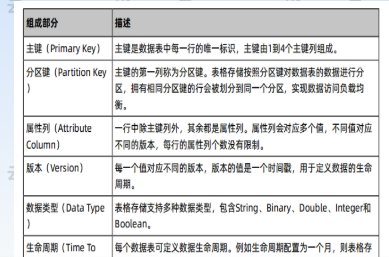 组成部分 描述
主键（Primary Key） 主键是数据表中每一行的唯一标识，主键由1到4个主键列组成。
分区键（Partition Key 主键的第一列称为分区键。表格存储按照分区键对数据表的数据进行分
） 区，拥有相同分区键的行会被划分到同一个分区，实现数据访问负载均
衡。
属性列（Attribute 一行中除主键列外，其余都是属性列。属性列会对应多个值，不同值对应
Column） 不同的版本，每行的属性列个数没有限制。
版本（Version） 每一个值对应不同的版本，版本的值是一个时间戳，用于定义数据的生命
周期。
数据类型（Data Type 表格存储支持多种数据类型，包含String、Binary、Double、Integer和
） Boolean。
生命周期（Time To 每个数据表可定义数据生命周期。例如生命周期配置为一个月，则表格存